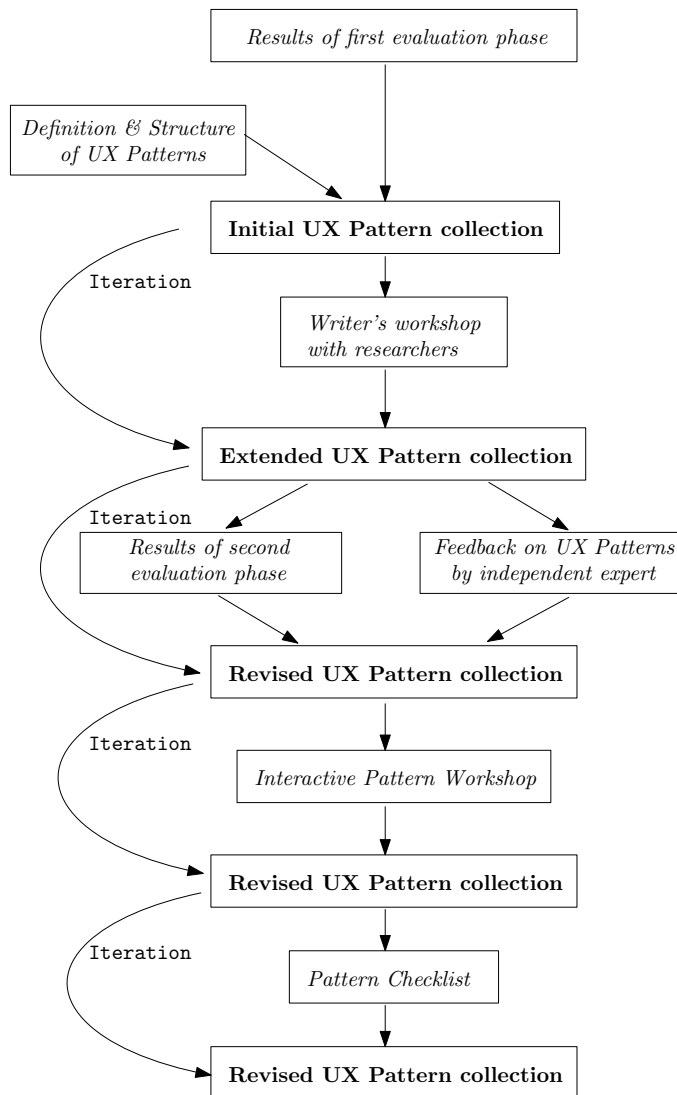 Results of first evaluation phase
Definition & Structure
of UX Patterns
Initial UX Pattern collection
Iteration
Writer's workshop
with researchers
Extended UX Pattern collection
Iteration
Results of second
evaluation phase
Feedback on UX Patterns
by independent expert
Revised UX Pattern collection
Iteration
Interactive Pattern Workshop
Revised UX Pattern collection
Iteration
Pattern Checklist
Revised UX Pattern collection